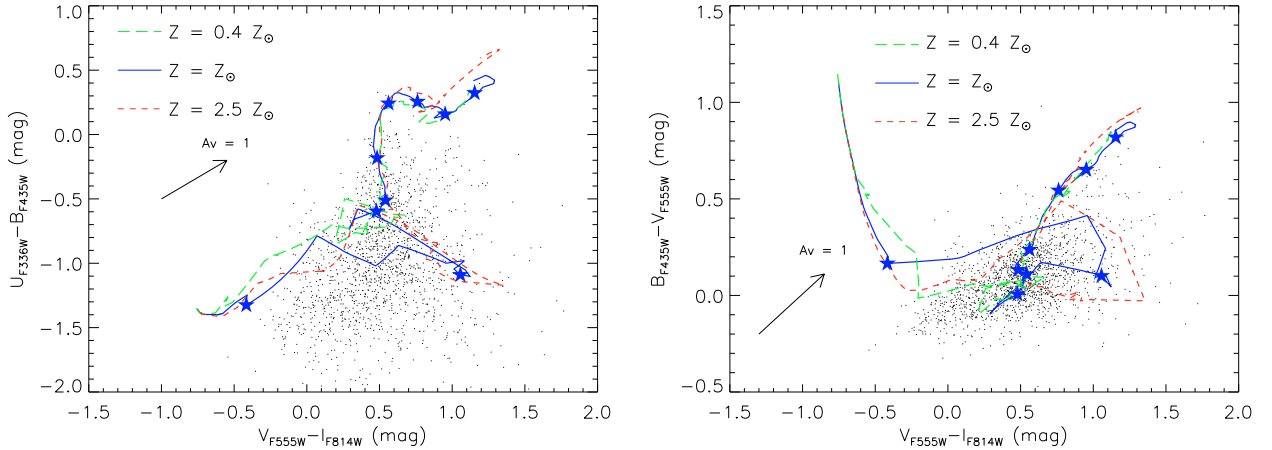 Z = 0.4 Z⊙
Z = Z⊙
Z = 2.5 Z⊙
Av = 1
U_F336W−B_F435W (mag)
1.0
0.5
0.0
−0.5
−1.0
−1.5
−2.0
−1.5 −1.0 −0.5 0.0 0.5 1.0 1.5 2.0
V_F555W−I_F814W (mag)
Z = 0.4 Z⊙
Z = Z⊙
Z = 2.5 Z⊙
Av = 1
B_F435W−V_F555W (mag)
1.5
1.0
0.5
0.0
−0.5
−1.5 −1.0 −0.5 0.0 0.5 1.0 1.5 2.0
V_F555W−I_F814W (mag)